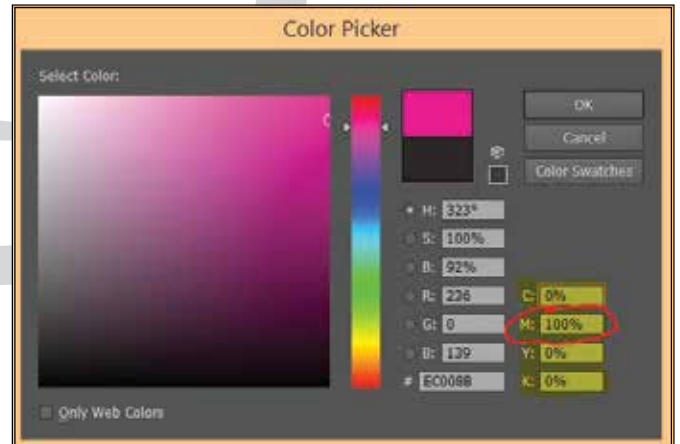 Color Picker
Select Color:
OK
Cancel
Color Swatches
H: 323°
S: 100%
B: 92%
R: 236 C: 0%
G: 0 M: 100%
B: 139 Y: 0%
# EC008B K: 0%
Only Web Colors